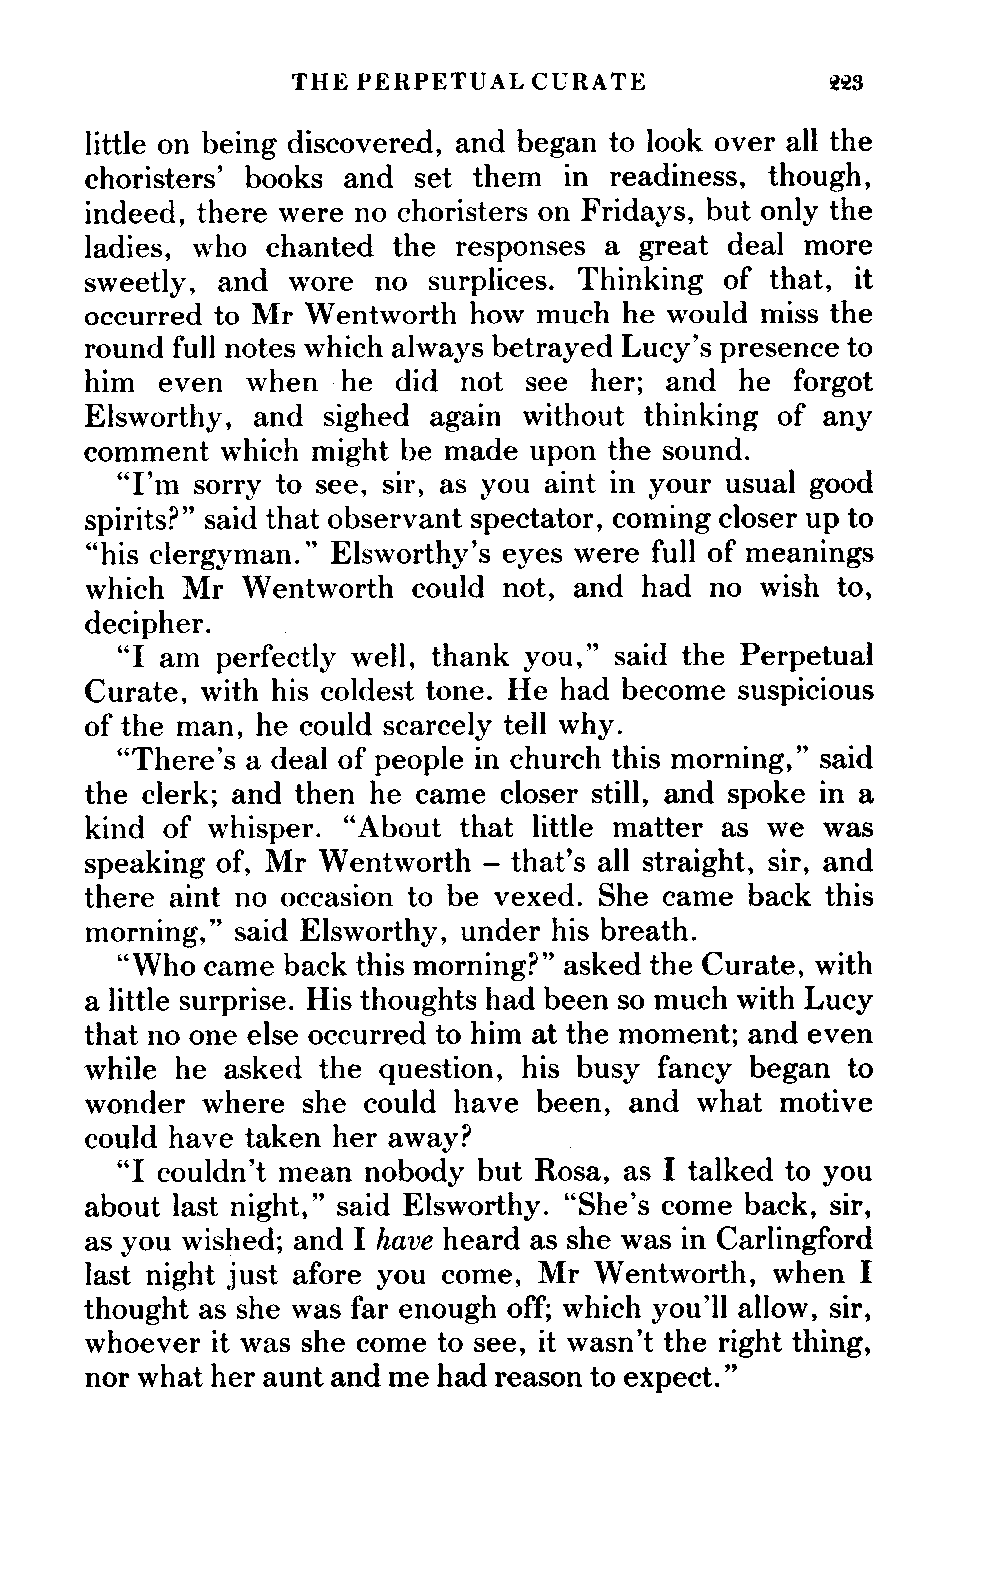 THE PERPETUAL CURATE 223
little on being discovered, and began to look over all the
choristers' books and set them in readiness, though,
indeed, there were no choristers on Fridays, but only the
ladies, who chanted the responses a great deal more
sweetly, and wore no surplices. Thinking of that, it
occurred to Mr Wentworth how much he would miss the
round full notes which always betrayed Lucy's presence to
him even when he did not see her; and he forgot
Elsworthy, and sighed again without thinking of any
comment which might be made upon the sound.
“I'm sorry to see, sir, as you aint in your usual good
spirits?” said that observant spectator, coming closer up to
“his clergyman.” Elsworthy's eyes were full of meanings
which Mr Wentworth could not, and had no wish to,
decipher.
“I am perfectly well, thank you,” said the Perpetual
Curate, with his coldest tone. He had become suspicious
of the man, he could scarcely tell why.
“There's a deal of people in church this morning,” said
the clerk; and then he came closer still, and spoke in a
kind of whisper. “About that little matter as we was
speaking of, Mr Wentworth – that's all straight, sir, and
there aint no occasion to be vexed. She came back this
morning,” said Elsworthy, under his breath.
“Who came back this morning?” asked the Curate, with
a little surprise. His thoughts had been so much with Lucy
that no one else occurred to him at the moment; and even
while he asked the question, his busy fancy began to
wonder where she could have been, and what motive
could have taken her away?
“I couldn't mean nobody but Rosa, as I talked to you
about last night,” said Elsworthy. “She's come back, sir,
as you wished; and I have heard as she was in Carlingford
last night just afore you come, Mr Wentworth, when I
thought as she was far enough off; which you'll allow, sir,
whoever it was she come to see, it wasn't the right thing,
nor what her aunt and me had reason to expect.”